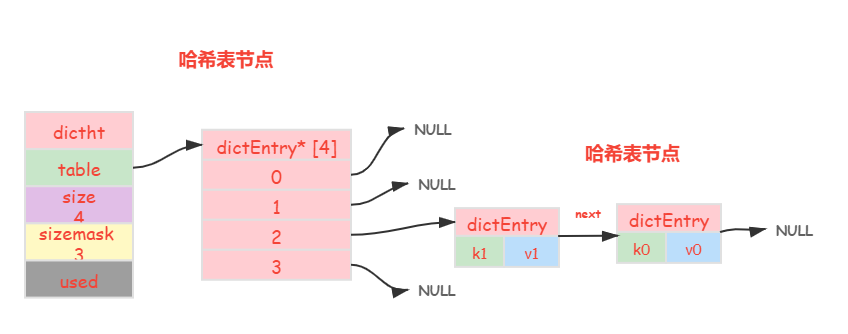 哈希表节点
哈希表节点
dictht
table
size
4
sizemask
3
used
dictEntry* [4]
0
1
2
3
NULL
NULL
NULL
dictEntry
k1 v1
next
dictEntry
k0 v0
NULL